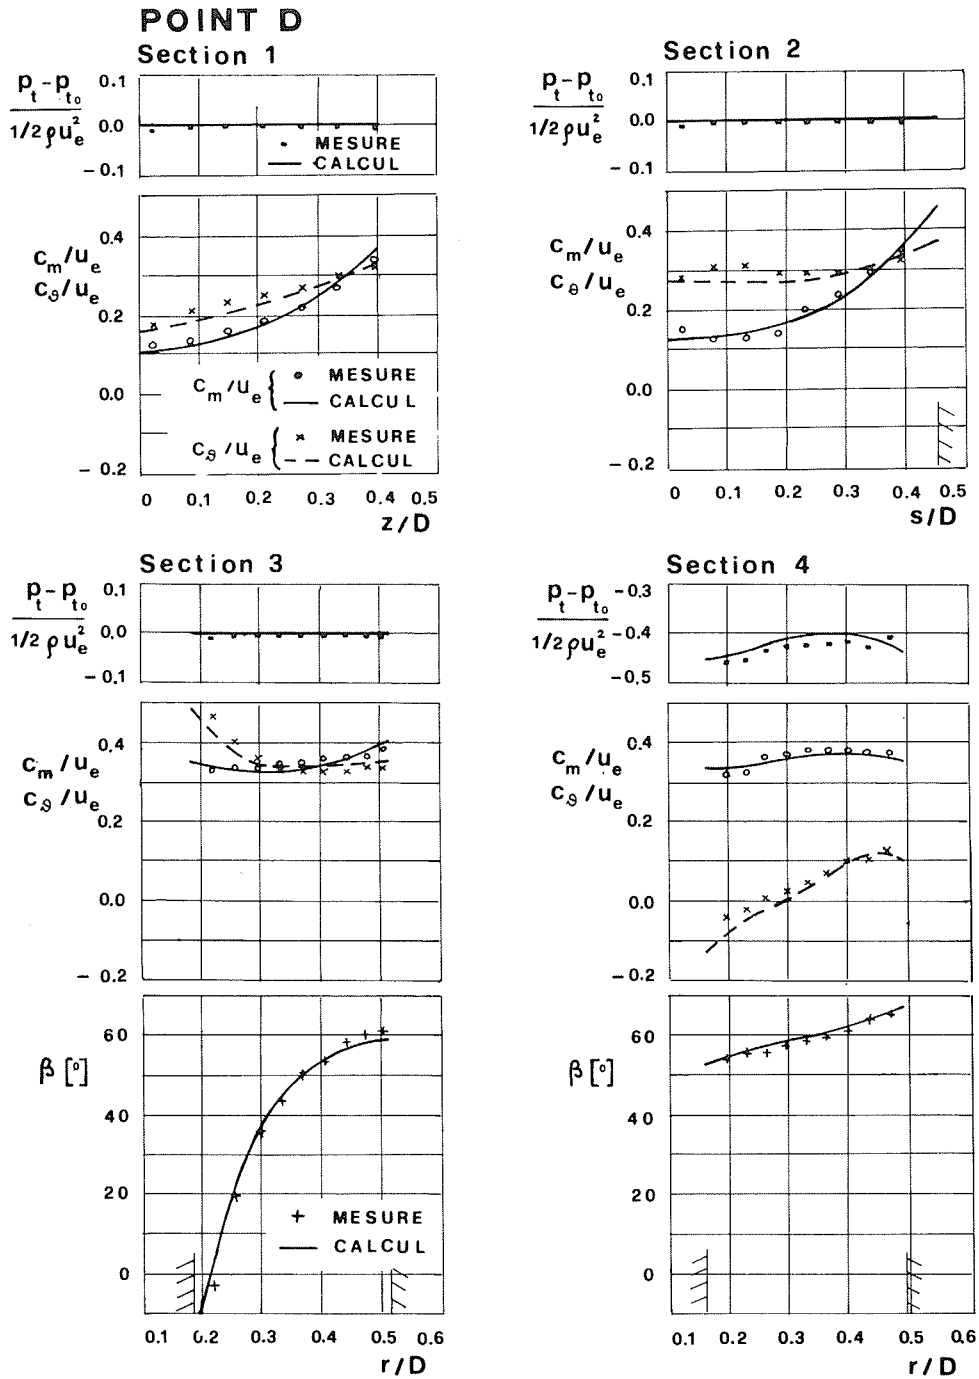 POINT D
Section 1
p_t - p_t₀
1/2 ρu_e²
0.1
0.0
– 0.1
MESURE
CALCUL
c_m/u_e
c_ϑ/u_e
0.4
0.2
0.0
– 0.2
c_m/u_e { o MESURE
— CALCUL
c_ϑ/u_e { × MESURE
– – CALCUL
0 0.1 0.2 0.3 0.4 0.5
z/D
Section 2
p_t - p_t₀
1/2 ρu_e²
0.1
0.0
– 0.1
c_m/u_e
c_θ/u_e
0.4
0.2
0.0
– 0.2
0 0.1 0.2 0.3 0.4 0.5
s/D
Section 3
p_t - p_t₀
1/2 ρu_e²
0.1
0.0
– 0.1
c_m/u_e
c_ϑ/u_e
0.4
0.2
0.0
– 0.2
β [°]
60
40
20
0
+ MESURE
— CALCUL
0.1 0.2 0.3 0.4 0.5 0.6
r/D
Section 4
p_t - p_t₀
1/2 ρu_e²
– 0.3
– 0.4
– 0.5
c_m/u_e
c_ϑ/u_e
0.4
0.2
0.0
– 0.2
β [°]
60
40
20
0
0.1 0.2 0.3 0.4 0.5 0.6
r/D